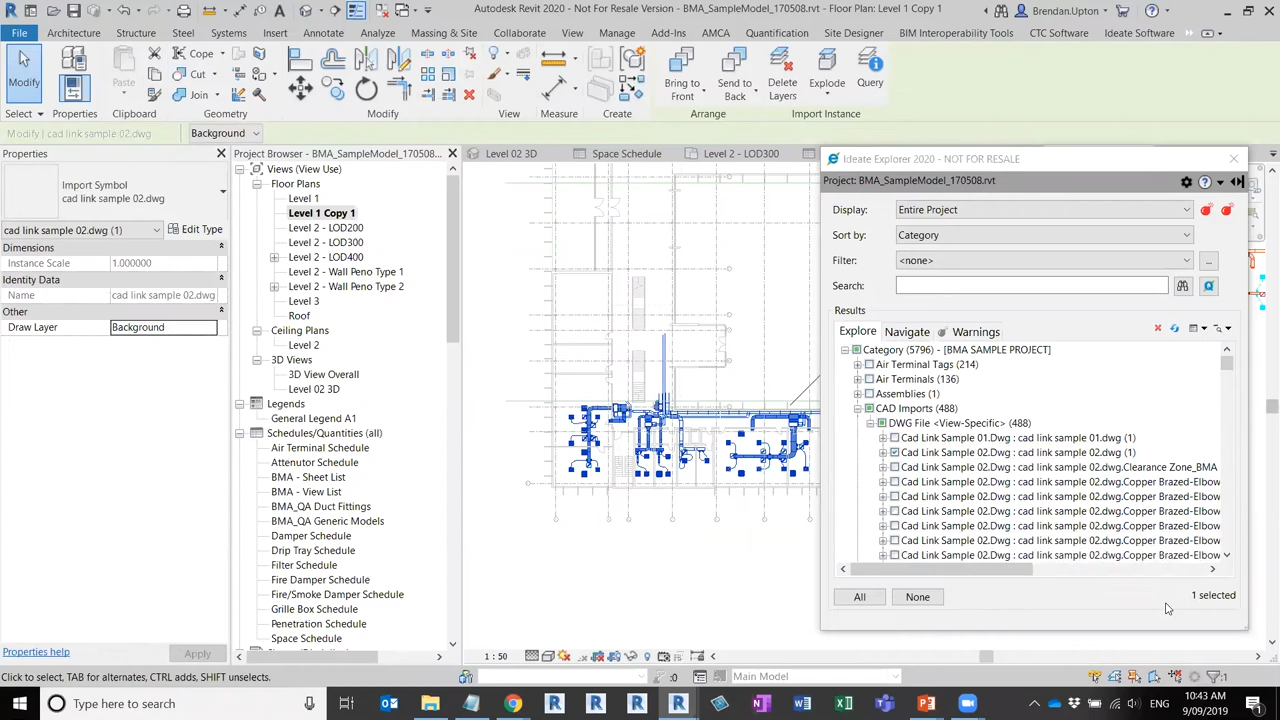 Autodesk Revit 2020 - Not For Resale Version - BMA_SampleModel_170508.rvt - Floor Plan: Level 1 Copy 1
Brendan.Upton
File Architecture Structure Steel Systems Insert Annotate Analyze Massing & Site Collaborate View Manage Add-Ins AMCA Quantification Site Designer BIM Interoperability Tools CTC Software Ideate Software
Modify Properties Paste Cope Cut Join Bring to Front Send to Back Delete Layers Explode Query
Select Properties Clipboard Geometry Modify View Measure Create Arrange Import Instance
Modify | cad link sample 02.dwg Background
Properties
Import Symbol
cad link sample 02.dwg
cad link sample 02.dwg (1) Edit Type
Dimensions
Instance Scale 1.000000
Identity Data
Name cad link sample 02.dwg
Other
Draw Layer Background
Properties help Apply
Project Browser - BMA_SampleModel_170508...
Views (View Use)
Floor Plans
Level 1
Level 1 Copy 1
Level 2 - LOD200
Level 2 - LOD300
Level 2 - LOD400
Level 2 - Wall Peno Type 1
Level 2 - Wall Peno Type 2
Level 3
Roof
Ceiling Plans
Level 2
3D Views
3D View Overall
Level 02 3D
Legends
General Legend A1
Schedules/Quantities (all)
Air Terminal Schedule
Attenutor Schedule
BMA - Sheet List
BMA - View List
BMA_QA Duct Fittings
BMA_QA Generic Models
Damper Schedule
Drip Tray Schedule
Filter Schedule
Fire Damper Schedule
Fire/Smoke Damper Schedule
Grille Box Schedule
Penetration Schedule
Space Schedule
Level 02 3D Space Schedule Level 2 - LOD300
Ideate Explorer 2020 - NOT FOR RESALE
Project: BMA_SampleModel_170508.rvt
Display: Entire Project
Sort by: Category
Filter: <none> ...
Search:
Results
Explore Navigate Warnings
Category (5796) - [BMA SAMPLE PROJECT]
Air Terminal Tags (214)
Air Terminals (136)
Assemblies (1)
CAD Imports (488)
DWG File <View-Specific> (488)
Cad Link Sample 01.Dwg : cad link sample 01.dwg (1)
Cad Link Sample 02.Dwg : cad link sample 02.dwg (1)
Cad Link Sample 02.Dwg : cad link sample 02.dwg.Clearance Zone_BMA
Cad Link Sample 02.Dwg : cad link sample 02.dwg.Copper Brazed-Elbow
Cad Link Sample 02.Dwg : cad link sample 02.dwg.Copper Brazed-Elbow
Cad Link Sample 02.Dwg : cad link sample 02.dwg.Copper Brazed-Elbow
Cad Link Sample 02.Dwg : cad link sample 02.dwg.Copper Brazed-Elbow
Cad Link Sample 02.Dwg : cad link sample 02.dwg.Copper Brazed-Elbow
Cad Link Sample 02.Dwg : cad link sample 02.dwg.Copper Brazed-Elbow
All None 1 selected
1 : 50
Click to select, TAB for alternates, CTRL adds, SHIFT unselects. :0 Main Model :1
Type here to search ENG 10:43 AM
9/09/2019